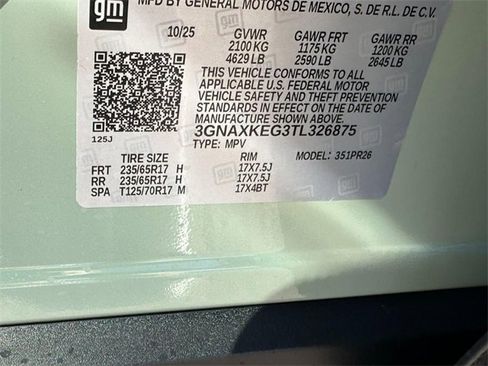 gm
MFD BY GENERAL MOTORS DE MEXICO, S. DE R.L. DE C.V.
10/25 GVWR GAWR FRT GAWR RR
2100 KG 1175 KG 1200 KG
4629 LB 2590 LB 2645 LB
THIS VEHICLE CONFORMS TO ALL
APPLICABLE U.S. FEDERAL MOTOR
VEHICLE SAFETY AND THEFT PREVENTION
STANDARDS IN EFFECT ON THE DATE OF
MANUFACTURE SHOWN ABOVE.
3GNAXKEG3TL326875
125J TYPE: MPV
TIRE SIZE RIM MODEL: 351PR26
FRT 235/65R17 H 17X7.5J
RR 235/65R17 H 17X7.5J
SPA T125/70R17 M 17X4BT